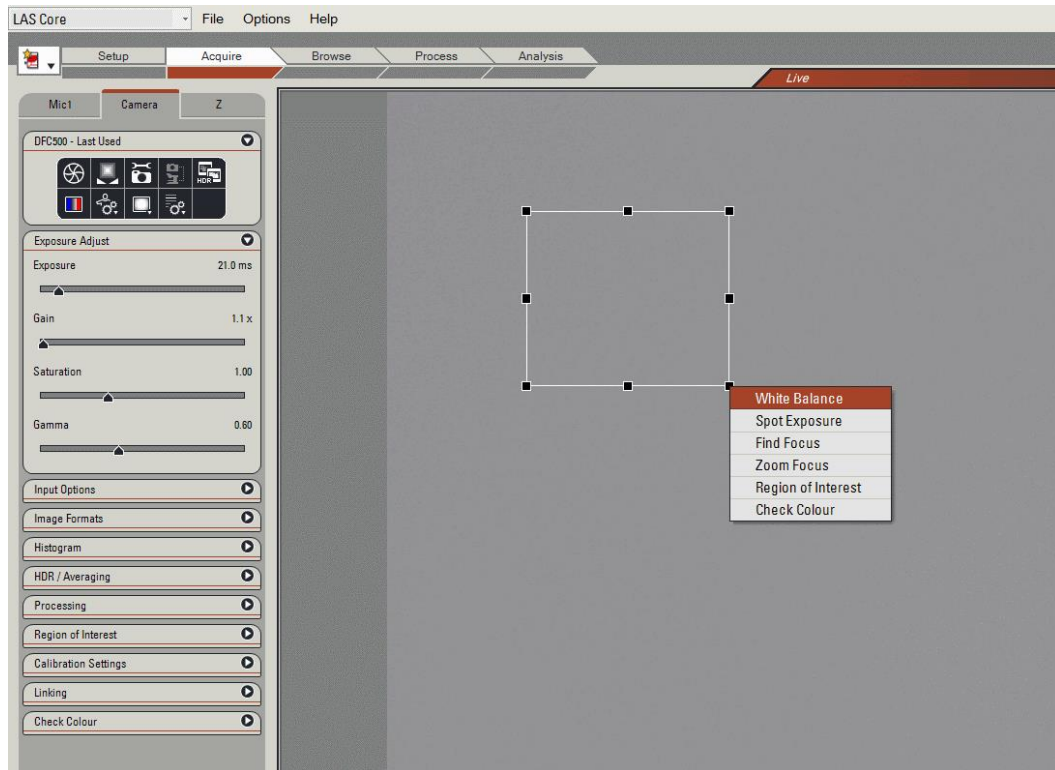 LAS Core File Options Help
Setup Acquire Browse Process Analysis
Live
Mic1 Camera Z
DFC500 - Last Used
HDR
Exposure Adjust
Exposure 21.0 ms
Gain 1.1 x
Saturation 1.00
Gamma 0.60
Input Options
Image Formats
Histogram
HDR / Averaging
Processing
Region of Interest
Calibration Settings
Linking
Check Colour
White Balance
Spot Exposure
Find Focus
Zoom Focus
Region of Interest
Check Colour